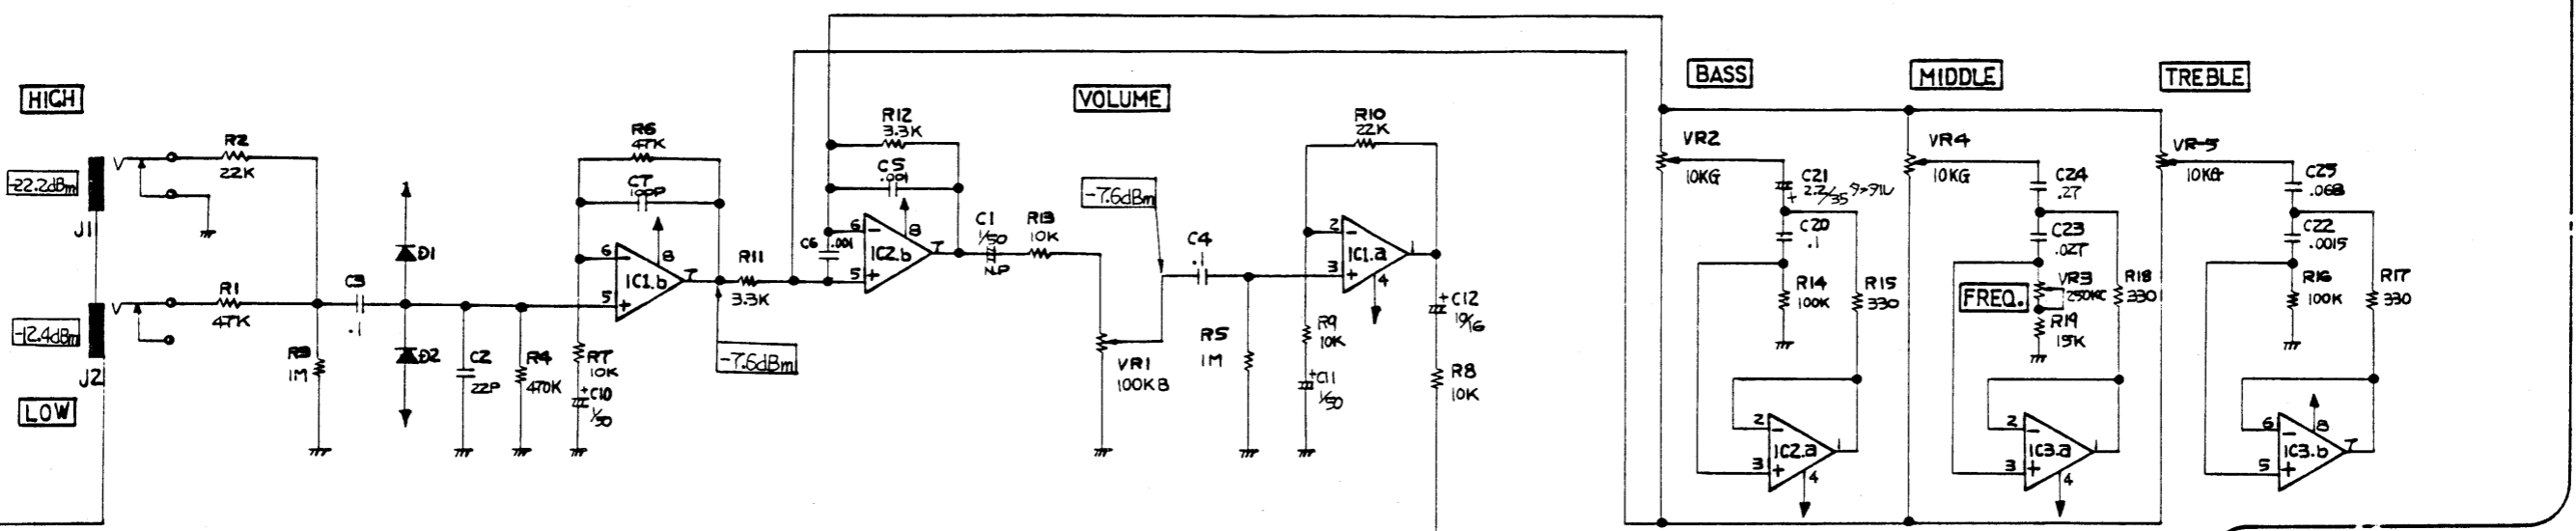 HIGH
-22.2dBm
J1
-12.4dBm
J2
LOW
R2
22K
R1
47K
R3
1M
C3
.1
D1
D2
C2
22P
R4
470K
R6
47K
C7
100P
6
-
8
IC1.b
7
5
+
R7
10K
+
C10
1/50
-7.6dBm
R11
3.3K
R12
3.3K
C5
.001
C6
.001
6
-
8
IC2.b
7
5
+
C1
1/50
NP
R13
10K
VOLUME
VR1
100KB
-7.6dBm
C4
.1
R5
1M
R10
22K
2
-
IC1.a
1
3
+
4
R9
10K
+
C11
1/50
+
C12
10/16
R8
10K
BASS
VR2
10KG
C21
+
2.2/35
C20
.1
R14
100K
R15
330
2
-
IC2.a
1
3
+
4
MIDDLE
VR4
10KG
C24
.27
C23
.027
VR3
250KC
FREQ.
R19
15K
R18
330
2
-
IC3.a
1
3
+
4
TREBLE
VR-5
10KG
C25
.068
C22
.0015
R16
100K
R17
330
6
-
8
IC3.b
7
5
+